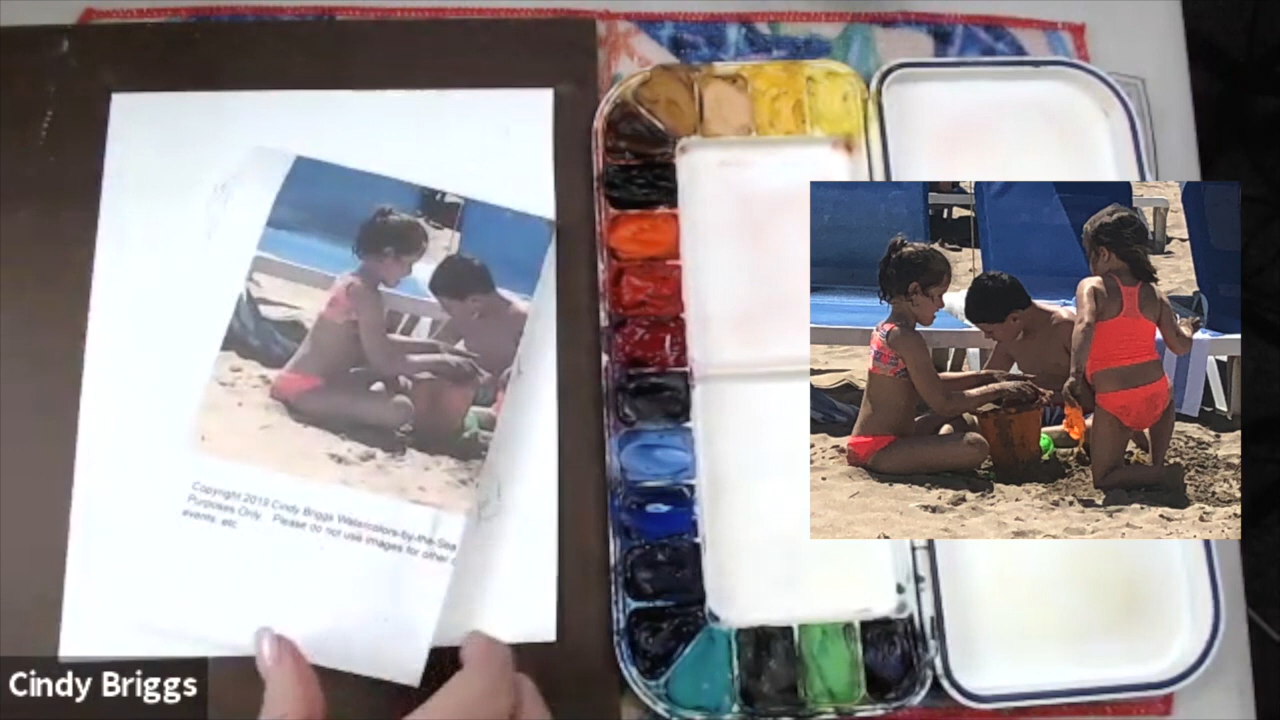 Copyright 2019 Cindy Briggs Watercolors-by-the-Sea
Purposes Only. Please do not use images for other
events, etc
Cindy Briggs